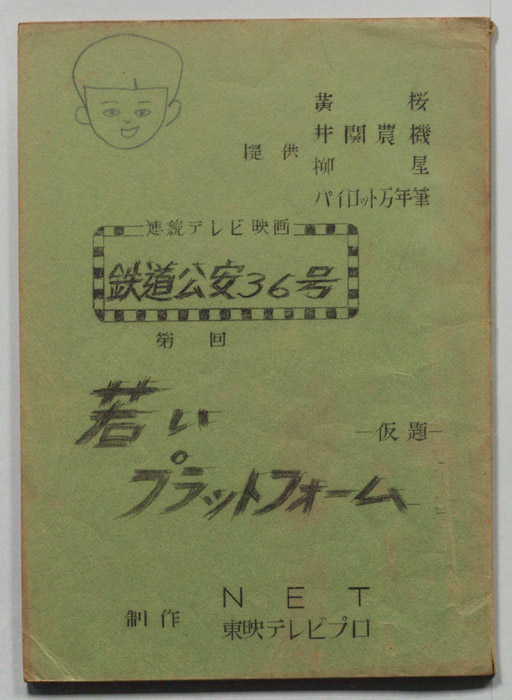 提供
黄桜
井関農機
柳屋
パイロット万年筆
連続テレビ映画
鉄道公安36号
第 回
若い
―仮題―
プラットフォーム
制作
NET
東映テレビプロ